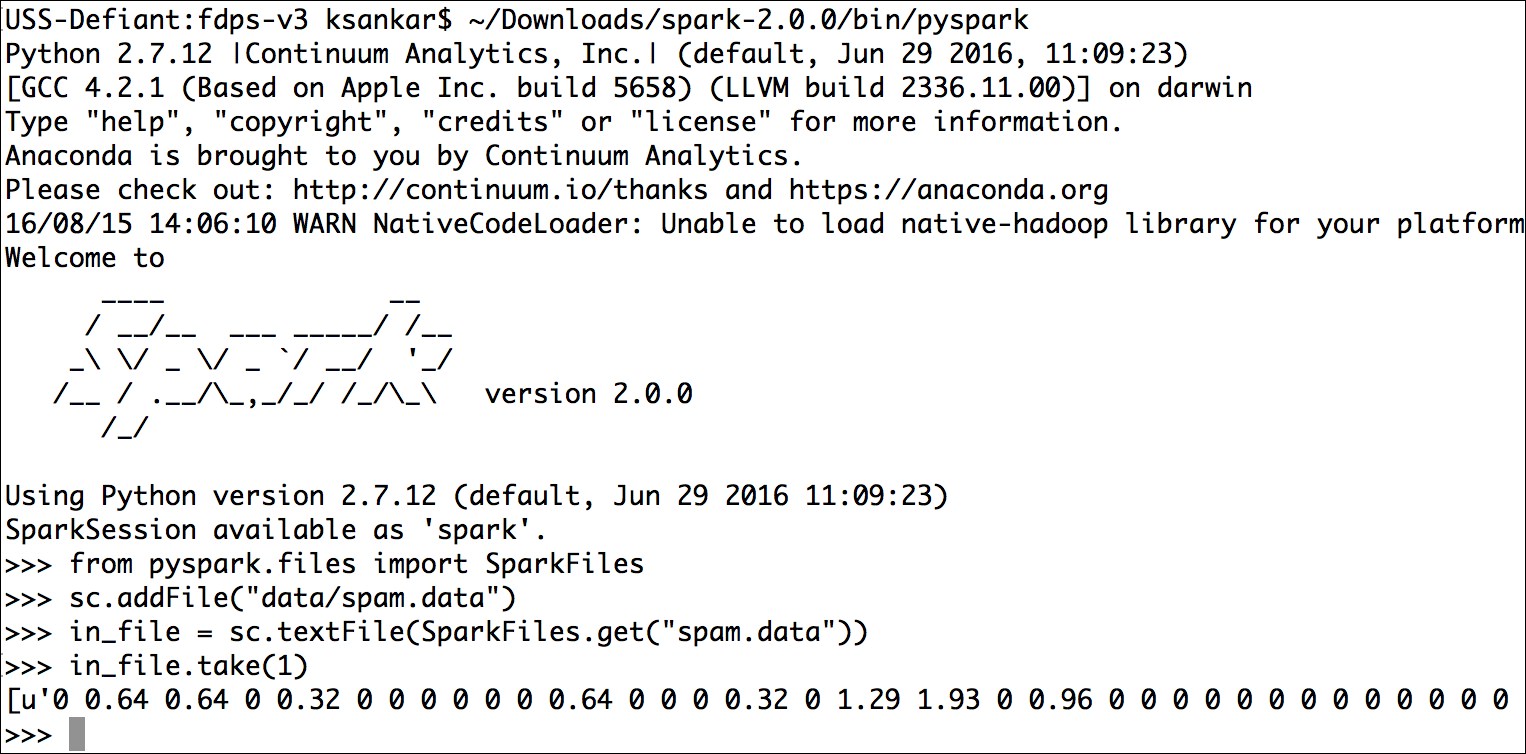 USS-Defiant:fdps-v3 ksankar$ ~/Downloads/spark-2.0.0/bin/pyspark
Python 2.7.12 |Continuum Analytics, Inc.| (default, Jun 29 2016, 11:09:23)
[GCC 4.2.1 (Based on Apple Inc. build 5658) (LLVM build 2336.11.00)] on darwin
Type "help", "copyright", "credits" or "license" for more information.
Anaconda is brought to you by Continuum Analytics.
Please check out: http://continuum.io/thanks and https://anaconda.org
16/08/15 14:06:10 WARN NativeCodeLoader: Unable to load native-hadoop library for your platform
Welcome to
      ____              __
     / __/__  ___ _____/ /__
    _\ \/ _ \/ _ `/ __/  '_/
   /__ / .__/\_,_/_/ /_/\_\   version 2.0.0
      /_/
Using Python version 2.7.12 (default, Jun 29 2016 11:09:23)
SparkSession available as 'spark'.
>>> from pyspark.files import SparkFiles
>>> sc.addFile("data/spam.data")
>>> in_file = sc.textFile(SparkFiles.get("spam.data"))
>>> in_file.take(1)
[u'0 0.64 0.64 0 0.32 0 0 0 0 0 0 0.64 0 0 0 0.32 0 1.29 1.93 0 0.96 0 0 0 0 0 0 0 0 0 0 0 0 0
>>>